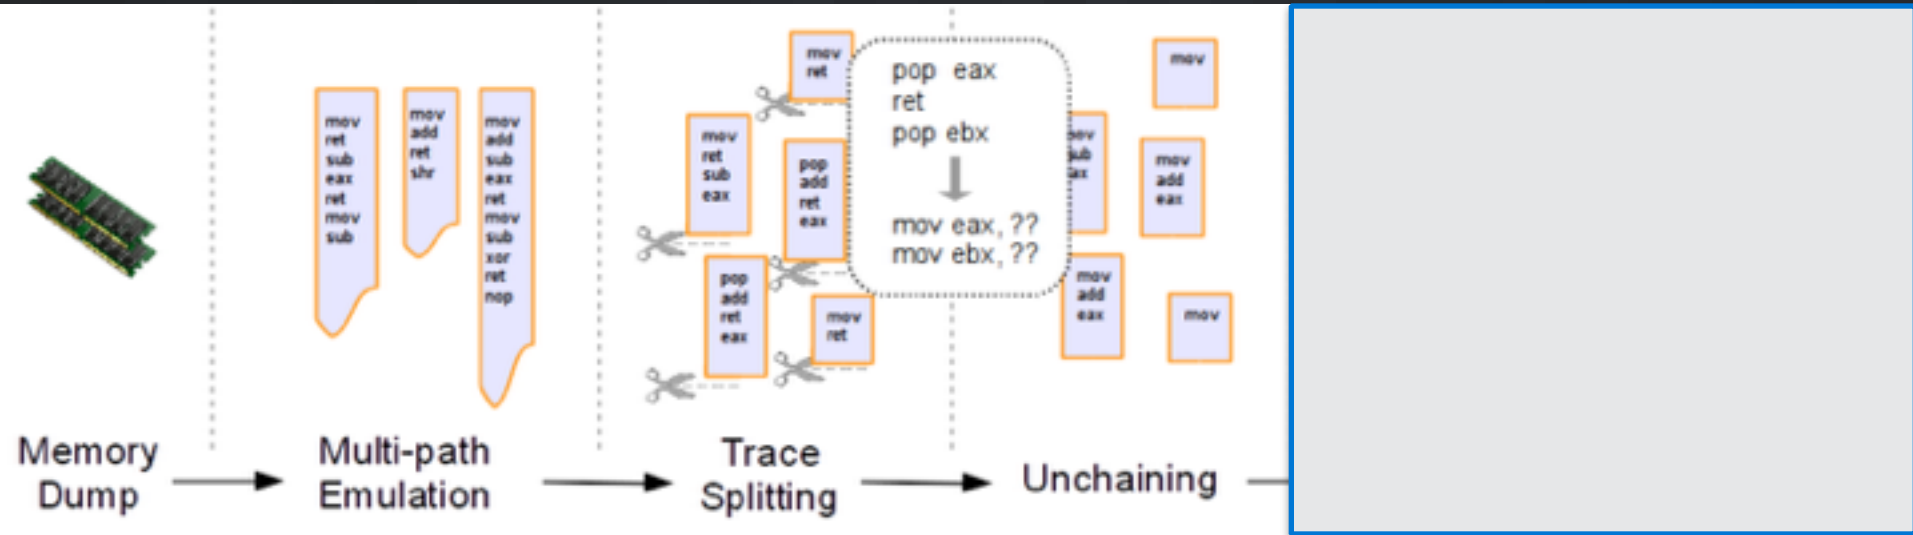 mov
ret
sub
eax
ret
mov
sub
mov
add
ret
shr
mov
add
sub
eax
ret
mov
sub
xor
ret
nop
mov
ret
mov
ret
sub
eax
pop
add
ret
eax
pop
add
ret
eax
mov
ret
pop eax
ret
pop ebx
mov eax, ??
mov ebx, ??
mov
add
eax
mov
mov
add
eax
mov
Memory
Dump
Multi-path
Emulation
Trace
Splitting
Unchaining